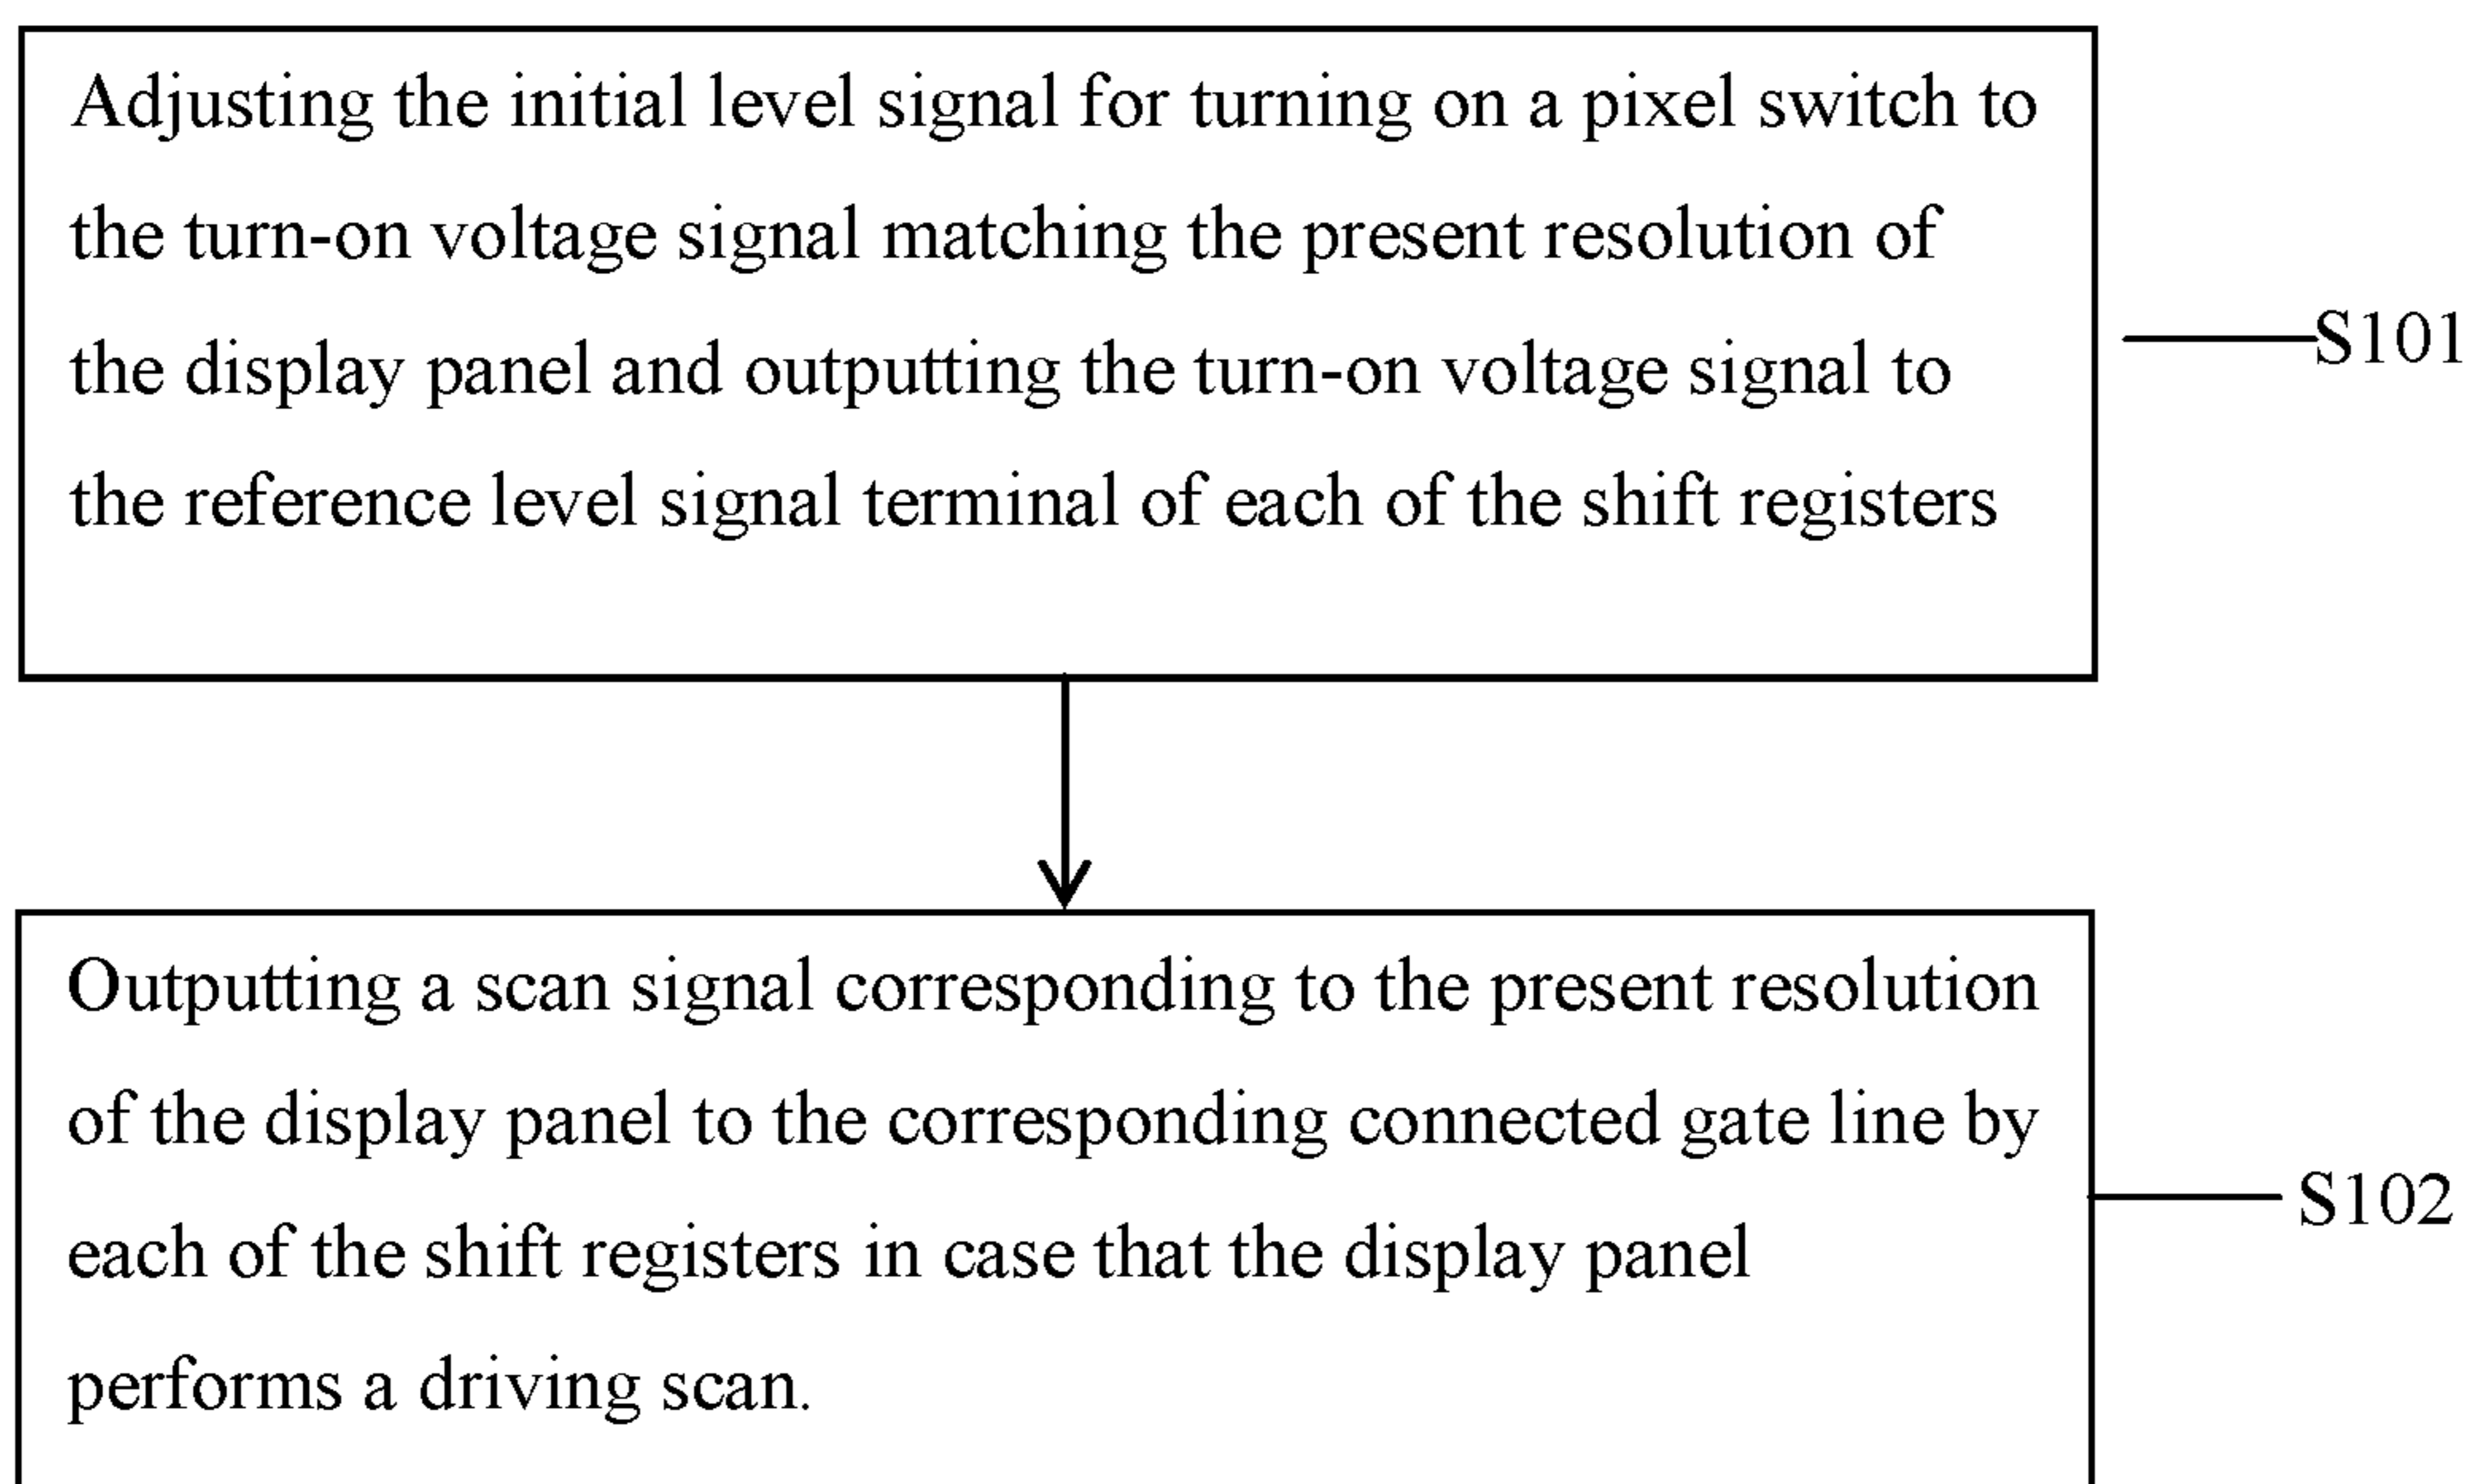 Adjusting the initial level signal for turning on a pixel switch to
the turn-on voltage signal matching the present resolution of
the display panel and outputting the turn-on voltage signal to
the reference level signal terminal of each of the shift registers
S101
Outputting a scan signal corresponding to the present resolution
of the display panel to the corresponding connected gate line by
each of the shift registers in case that the display panel
performs a driving scan.
S102